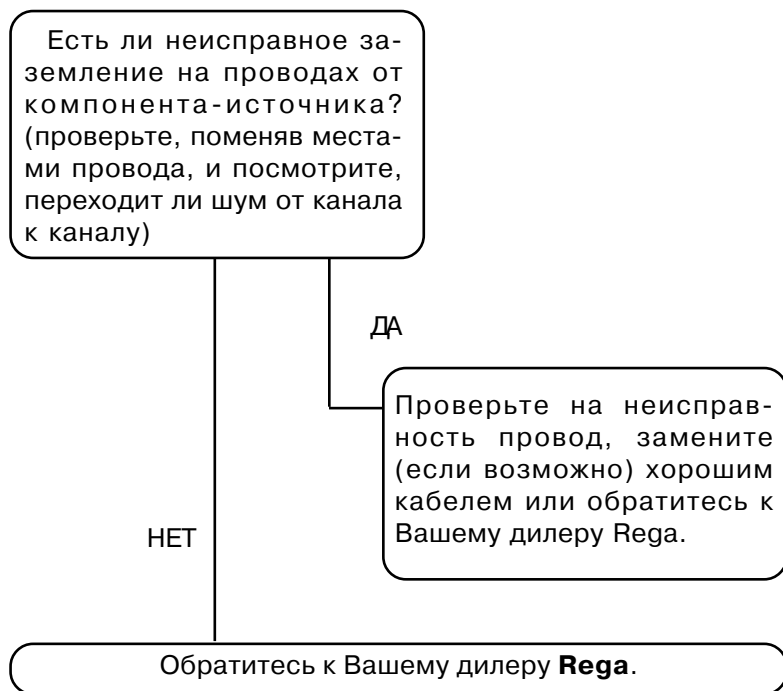 Есть ли неисправное за-
земление на проводах от
компонента-источника?
(проверьте, поменяв места-
ми провода, и посмотрите,
переходит ли шум от канала
к каналу)
ДА
Проверьте на неисправ-
ность провод, замените
(если возможно) хорошим
кабелем или обратитесь к
Вашему дилеру Rega.
НЕТ
Обратитесь к Вашему дилеру Rega.